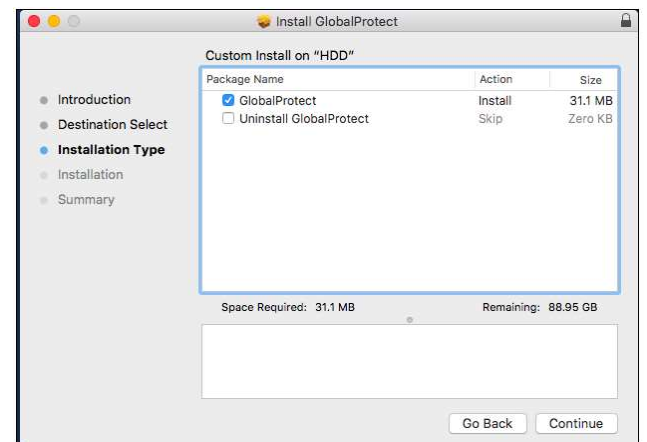 Install GlobalProtect
Custom Install on “HDD”
Introduction
Destination Select
Installation Type
Installation
Summary
Package Name Action Size
GlobalProtect Install 31.1 MB
Uninstall GlobalProtect Skip Zero KB
Space Required: 31.1 MB Remaining: 88.95 GB
Go Back Continue